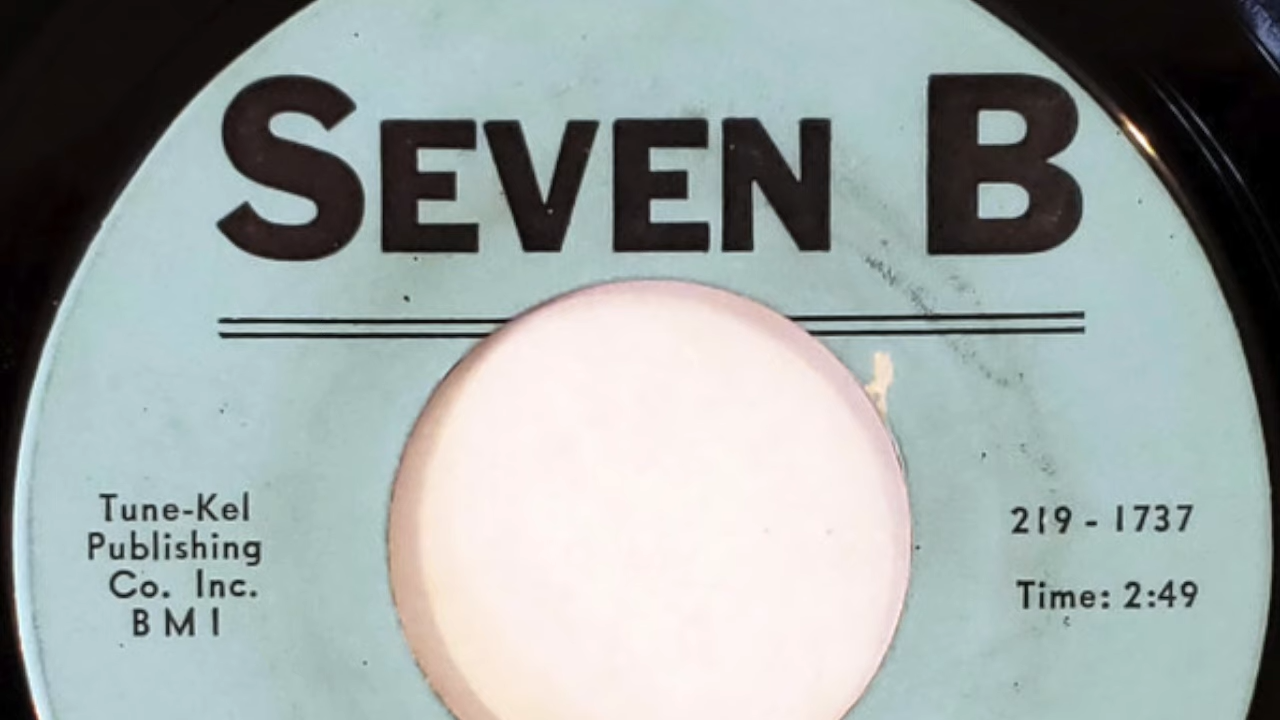 SEVEN B
Tune-Kel
Publishing
Co. Inc.
BMI
219 - 1737
Time: 2:49